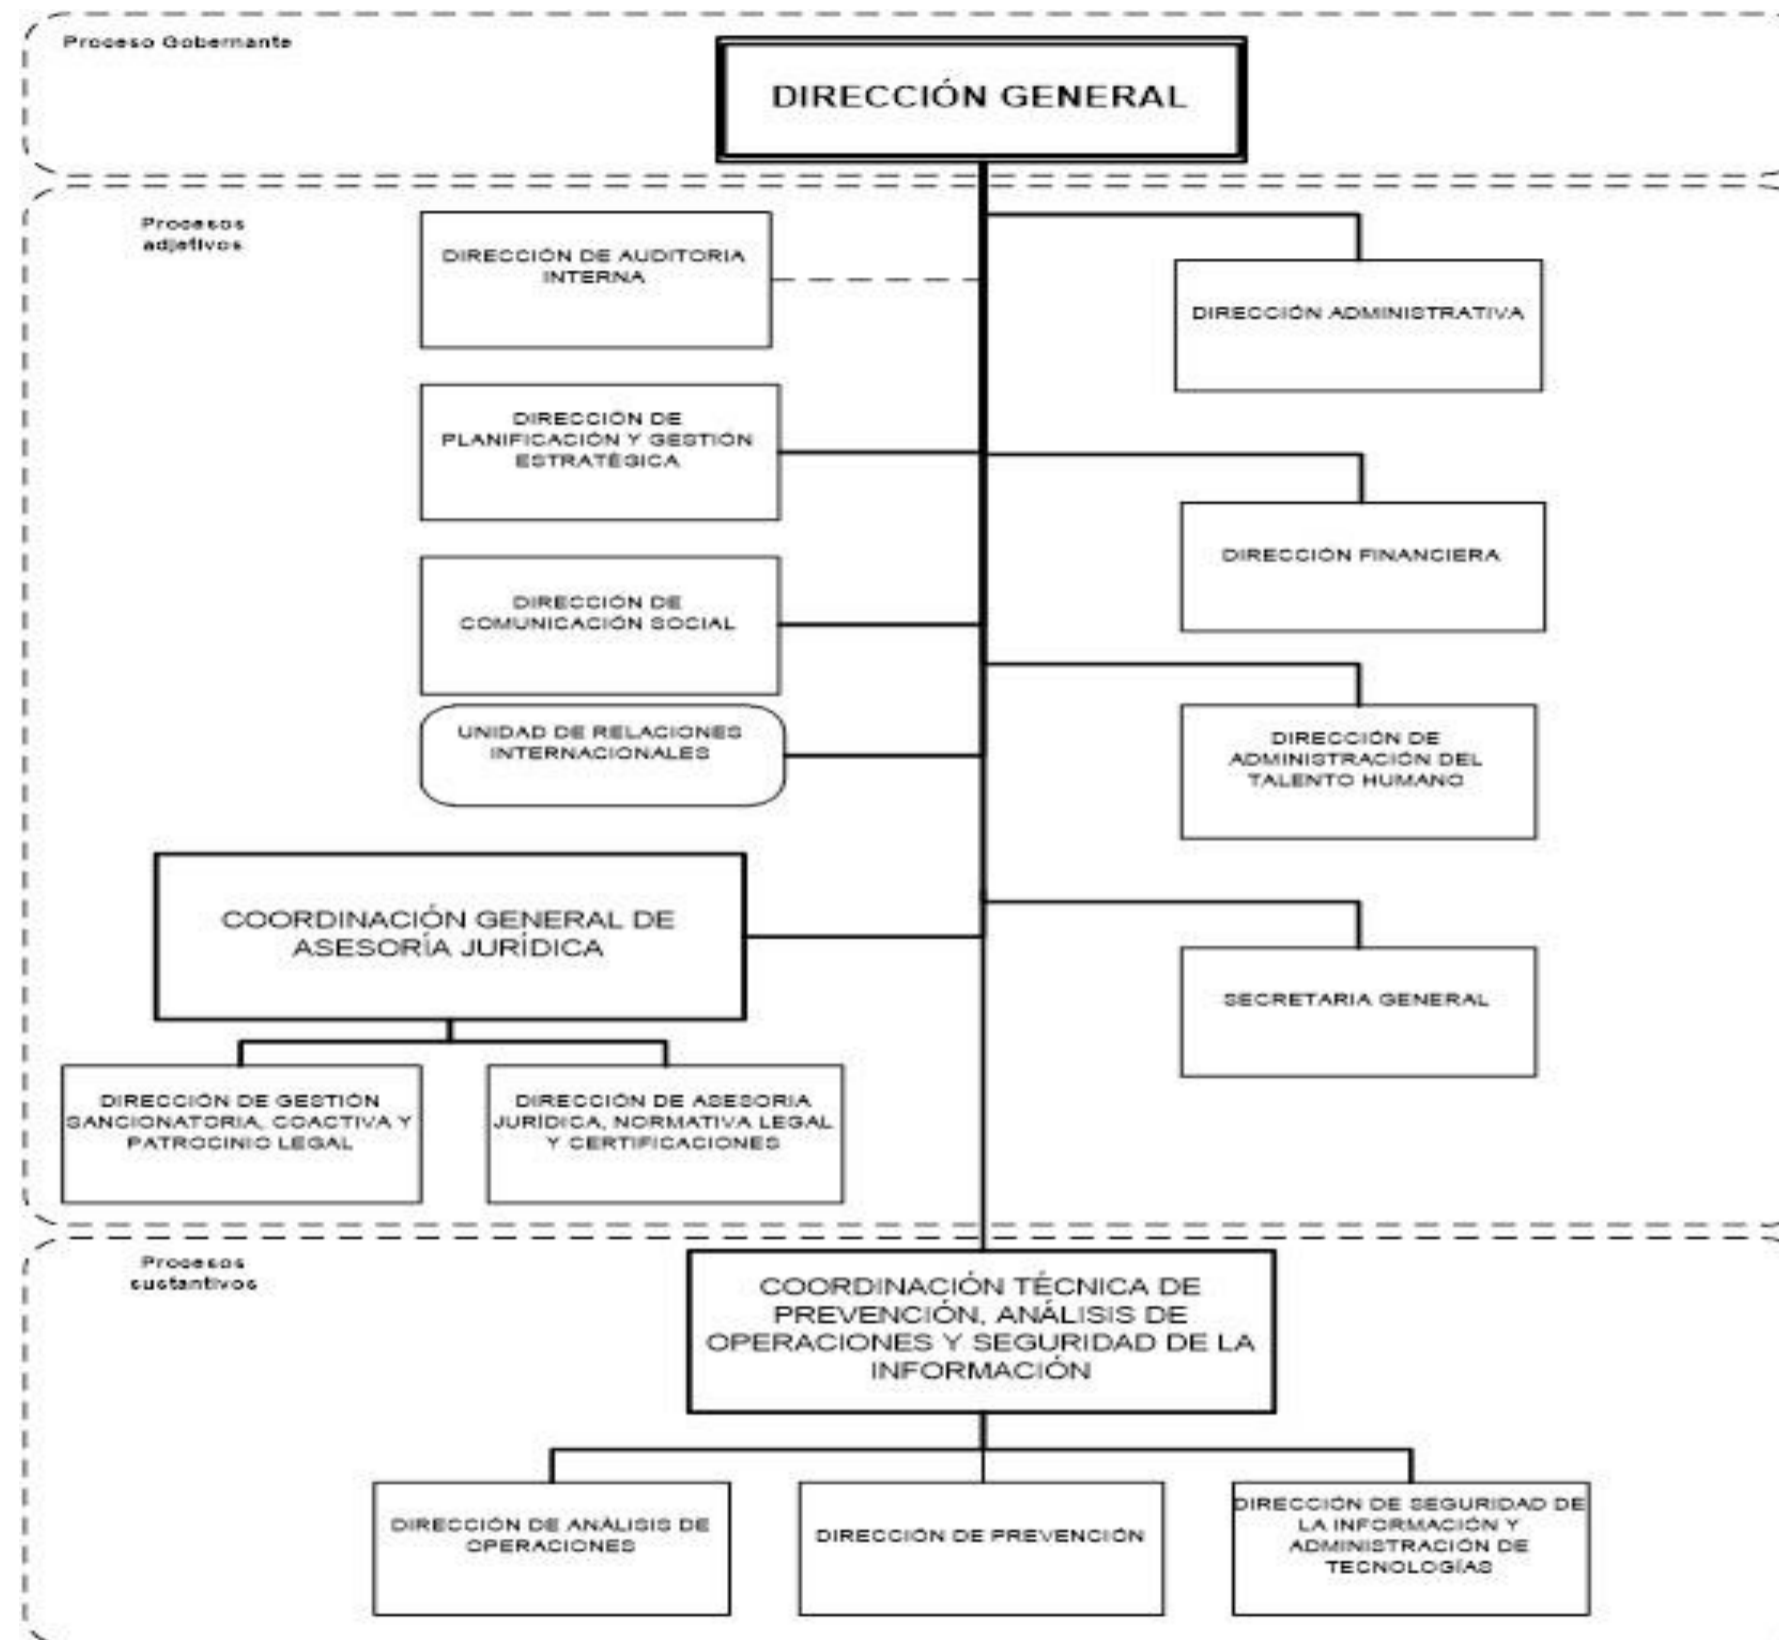 Proceso Gobernante
DIRECCIÓN GENERAL
Procesos
adjetivos
DIRECCIÓN DE AUDITORIA
INTERNA
DIRECCIÓN ADMINISTRATIVA
DIRECCIÓN DE
PLANIFICACIÓN Y GESTIÓN
ESTRATÉGICA
DIRECCIÓN FINANCIERA
DIRECCIÓN DE
COMUNICACIÓN SOCIAL
UNIDAD DE RELACIONES
INTERNACIONALES
DIRECCIÓN DE
ADMINISTRACIÓN DEL
TALENTO HUMANO
COORDINACIÓN GENERAL DE
ASESORÍA JURÍDICA
SECRETARIA GENERAL
DIRECCIÓN DE GESTIÓN
SANCIONATORIA, COACTIVA Y
PATROCINIO LEGAL
DIRECCIÓN DE ASESORIA
JURÍDICA, NORMATIVA LEGAL
Y CERTIFICACIONES
Procesos
sustantivos
COORDINACIÓN TÉCNICA DE
PREVENCIÓN, ANÁLISIS DE
OPERACIONES Y SEGURIDAD DE LA
INFORMACIÓN
DIRECCIÓN DE ANÁLISIS DE
OPERACIONES
DIRECCIÓN DE PREVENCIÓN
DIRECCIÓN DE SEGURIDAD DE
LA INFORMACIÓN Y
ADMINISTRACIÓN DE
TECNOLOGÍAS